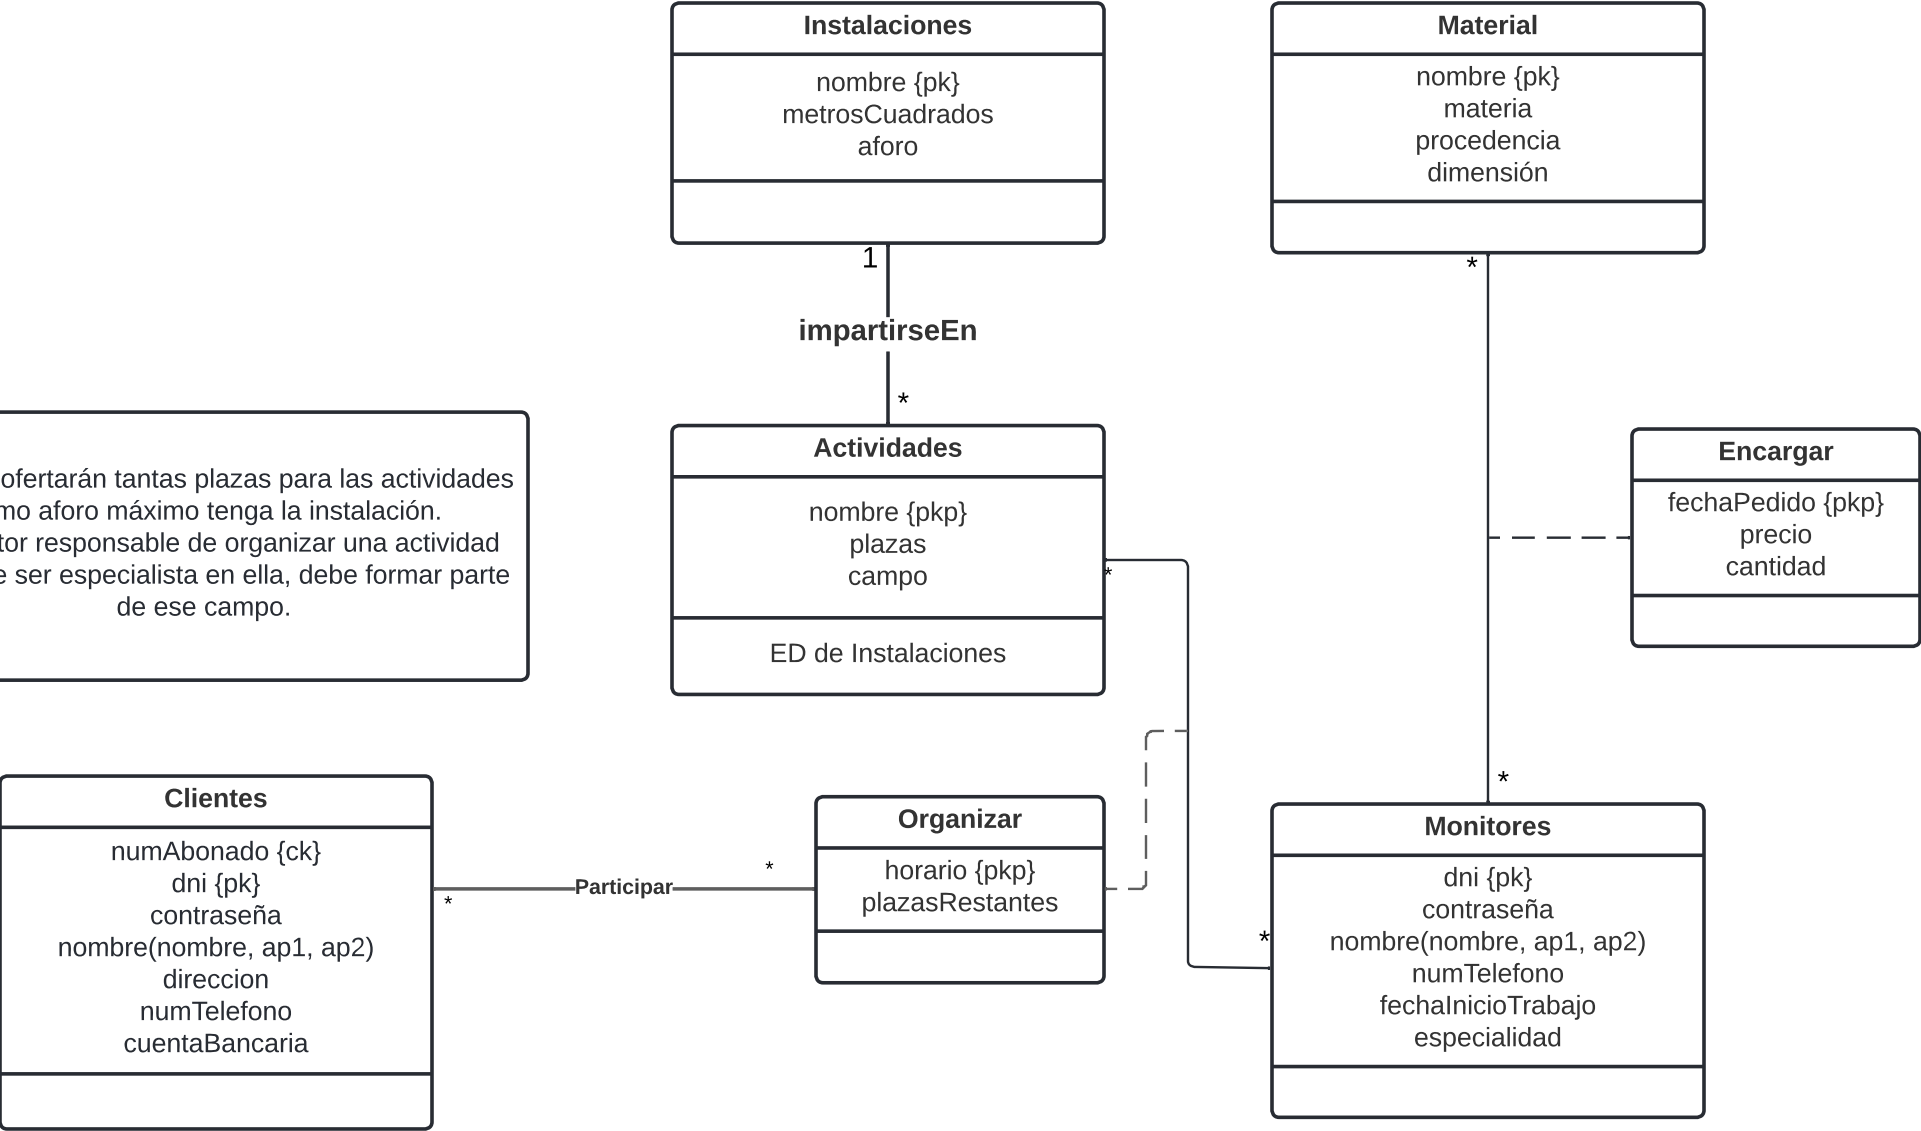 Instalaciones
nombre {pk}
metrosCuadrados
aforo
Material
nombre {pk}
materia
procedencia
dimensión
1
*
impartirseEn
*
ofertarán tantas plazas para las actividades
aforo máximo tenga la instalación.
responsable de organizar una actividad
ser especialista en ella, debe formar parte
de ese campo.
Actividades
nombre {pkp}
plazas
campo
ED de Instalaciones
*
Encargar
fechaPedido {pkp}
precio
cantidad
*
Clientes
numAbonado {ck}
dni {pk}
contraseña
nombre(nombre, ap1, ap2)
direccion
numTelefono
cuentaBancaria
*
Participar
*
Organizar
horario {pkp}
plazasRestantes
*
Monitores
dni {pk}
contraseña
nombre(nombre, ap1, ap2)
numTelefono
fechaInicioTrabajo
especialidad